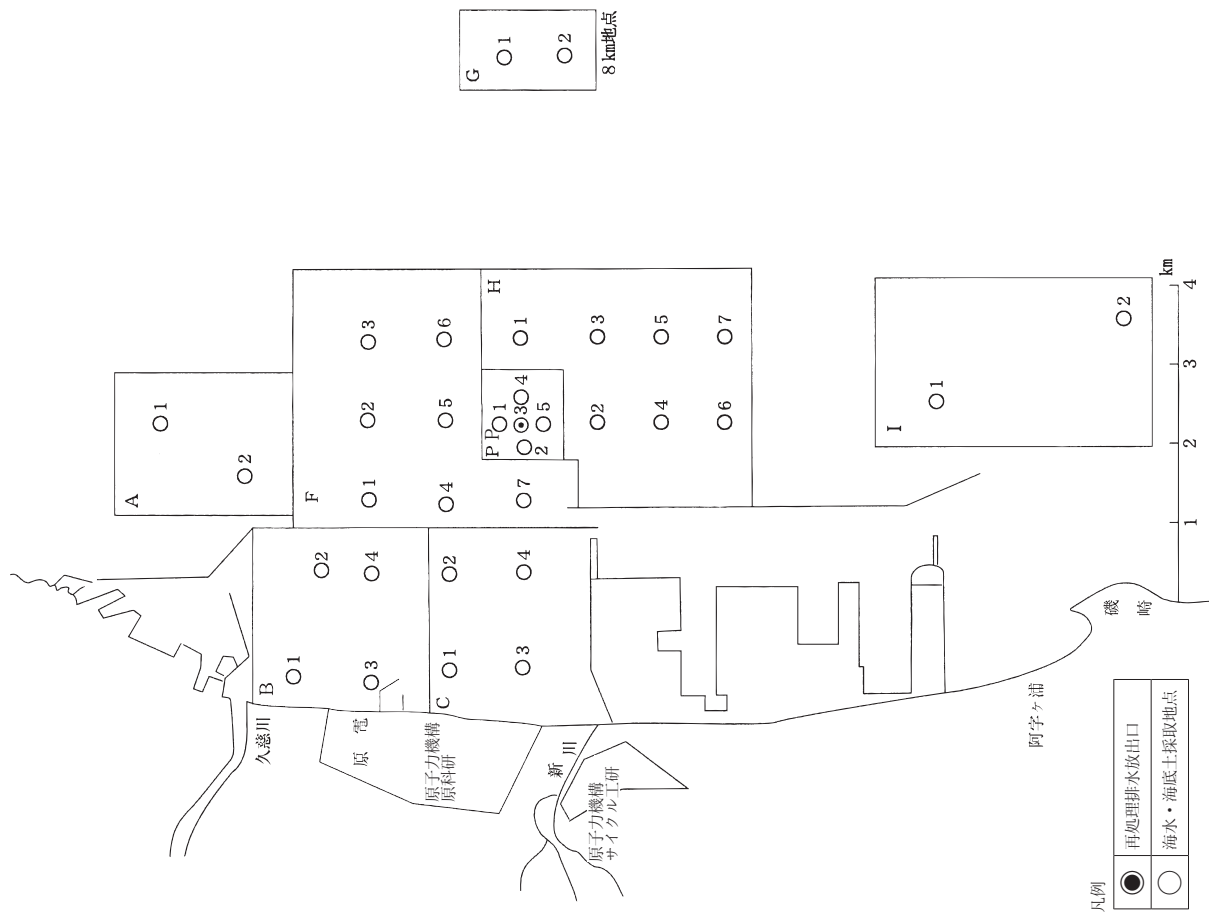 G
1
2
8 km地点
A
1
2
F
1
2
3
4
5
6
7
H
1
2
3
4
5
6
7
P P
1
2
3
4
5
B
1
2
3
4
C
1
2
3
4
I
1
2
km
1
2
3
4
久慈川
原電
原子力機構
原科研
新川
原子力機構
サイクル工研
阿字ヶ浦
磯崎
凡例
再処理排水放出口
海水・海底土採取地点